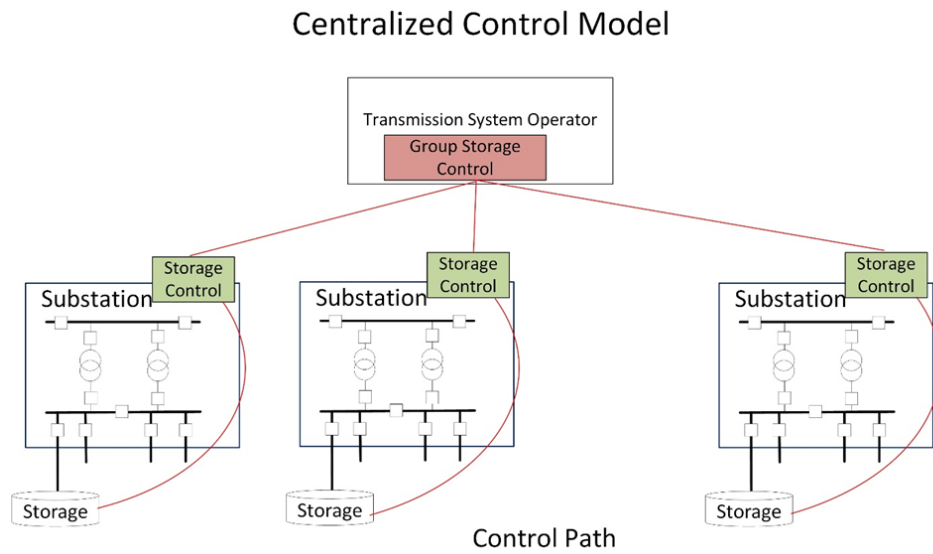 Centralized Control Model
Transmission System Operator
Group Storage
Control
Storage
Control
Substation
Storage
Storage
Control
Substation
Storage
Storage
Control
Substation
Storage
Control Path